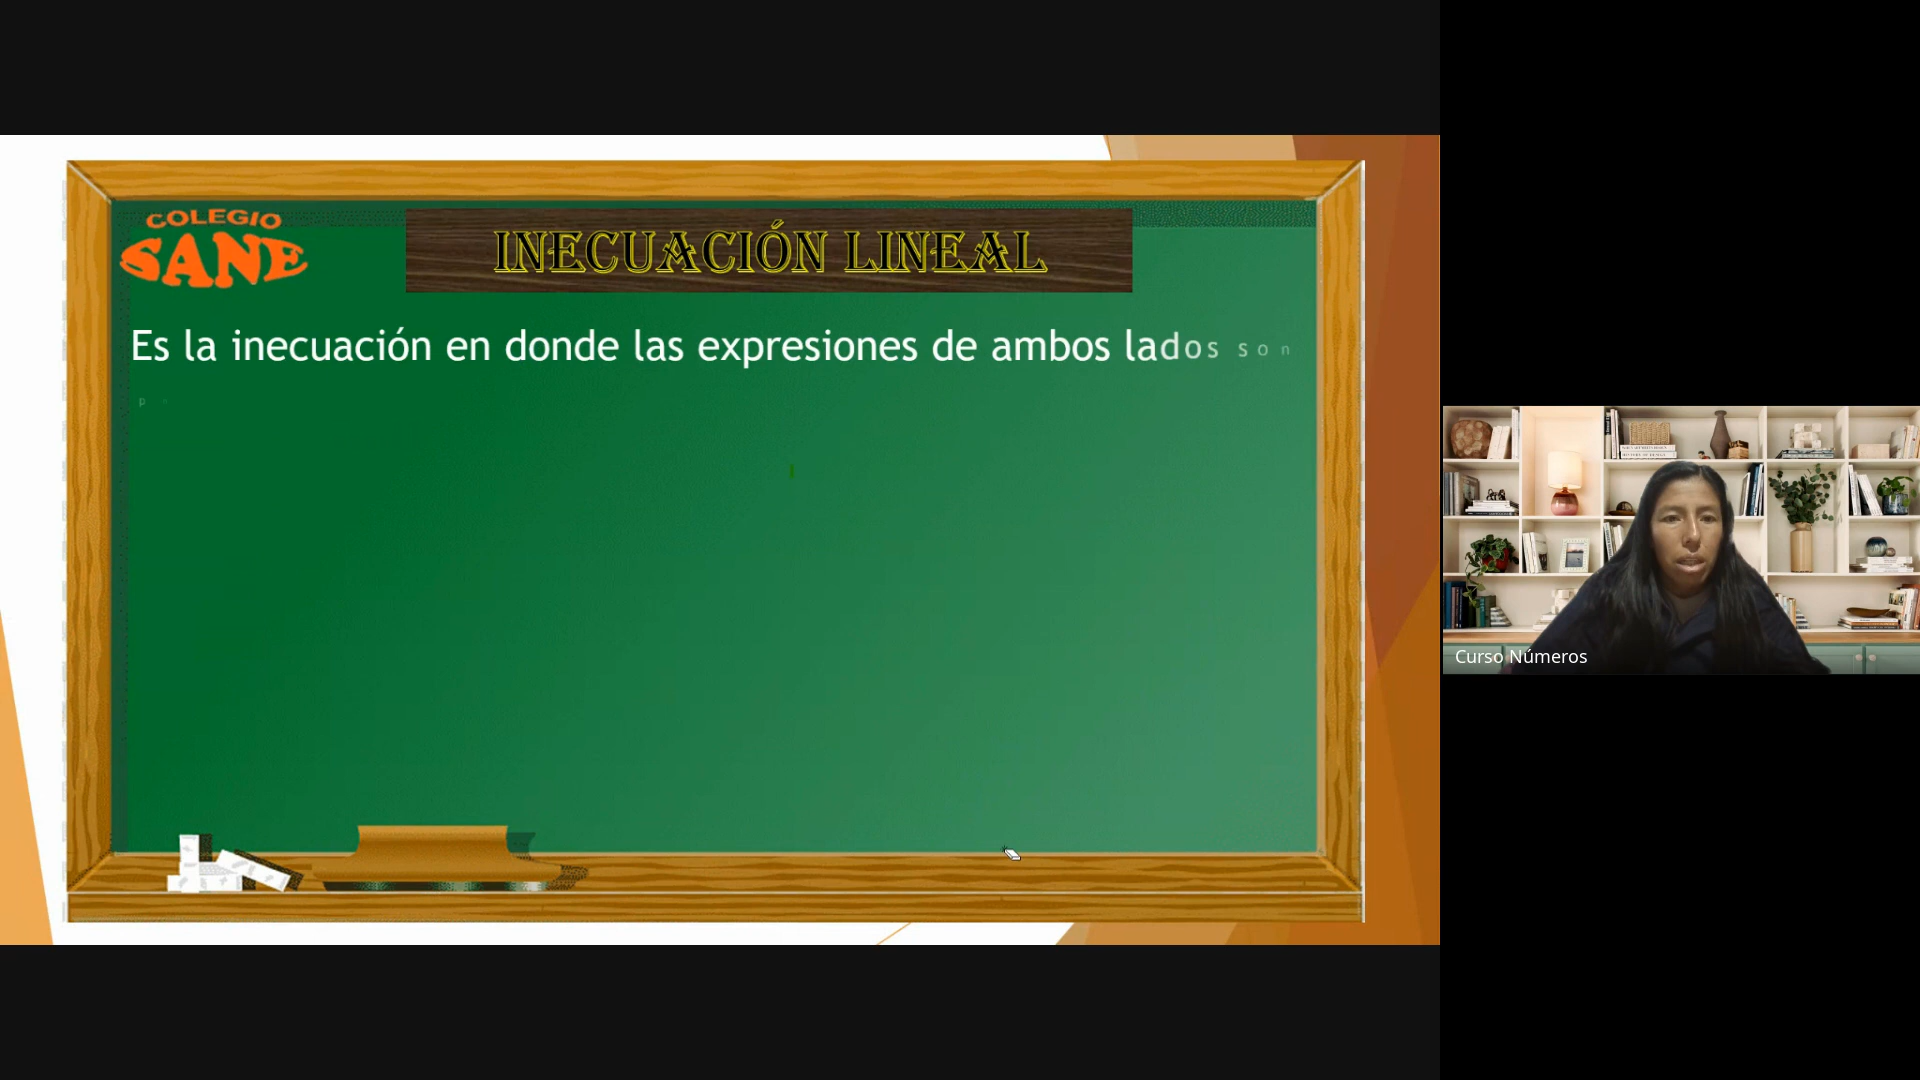 COLEGIO
SANE
INECUACIÓN LINEAL
Es la inecuación en donde las expresiones de ambos lados son
p
Curso Números